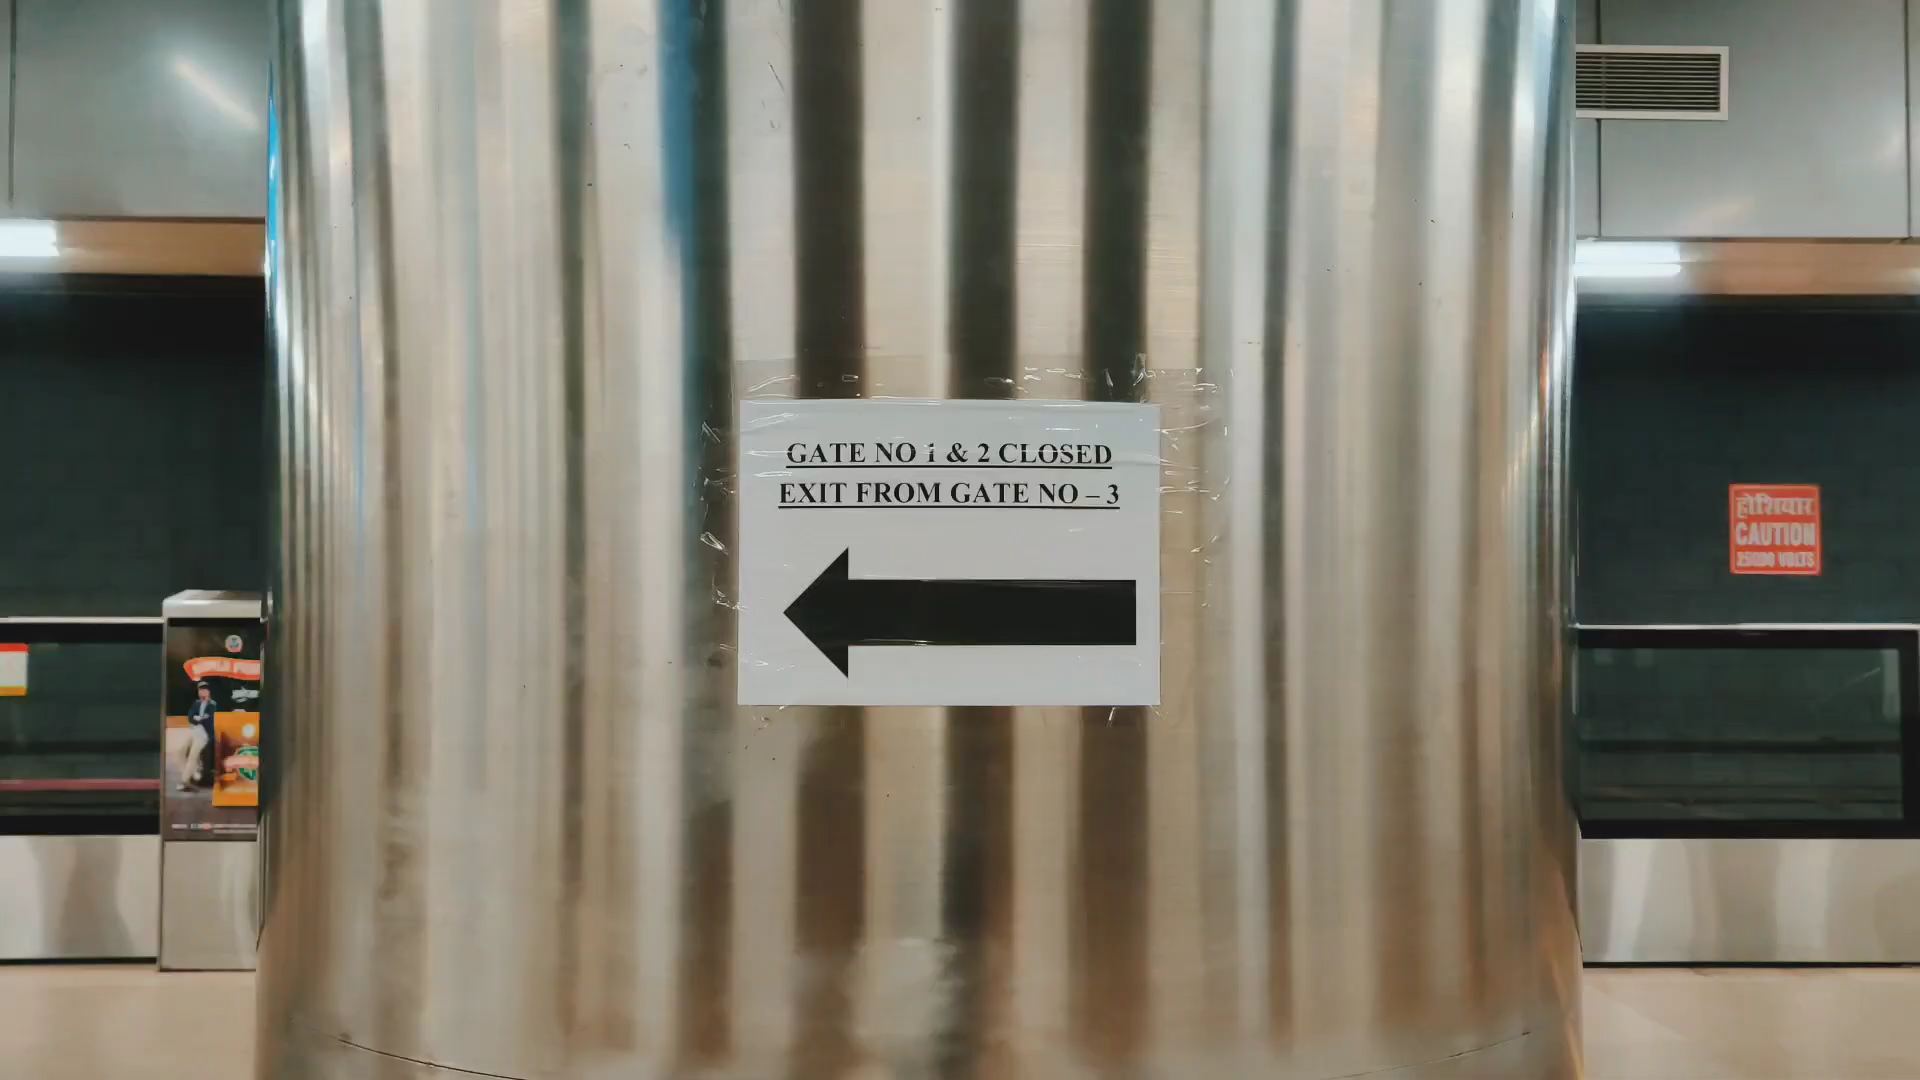 GATE NO 1 & 2 CLOSED
EXIT FROM GATE NO – 3
होशियार
CAUTION
25000 VOLTS